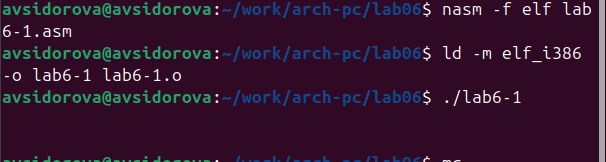 avsidorova@avsidorova:~/work/arch-pc/lab06$ nasm -f elf lab
6-1.asm
avsidorova@avsidorova:~/work/arch-pc/lab06$ ld -m elf_i386
-o lab6-1 lab6-1.o
avsidorova@avsidorova:~/work/arch-pc/lab06$ ./lab6-1